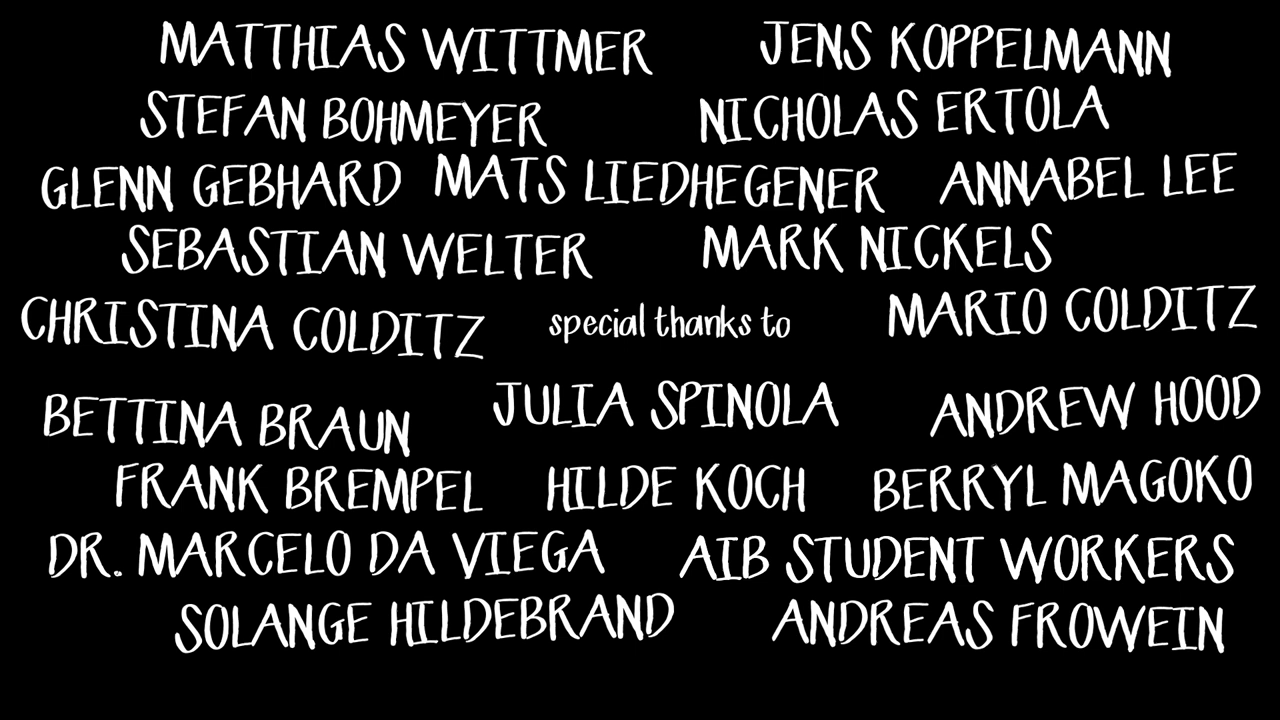 MATTHIAS WITTMER JENS KOPPELMANN
STEFAN BOHMEYER NICHOLAS ERTOLA
GLENN GEBHARD MATS LIEDHEGENER ANNABEL LEE
SEBASTIAN WELTER MARK NICKELS
CHRISTINA COLDITZ special thanks to MARIO COLDITZ
BETTINA BRAUN JULIA SPINOLA ANDREW HOOD
FRANK BREMPEL HILDE KOCH BERRYL MAGOKO
DR. MARCELO DA VIEGA AIB STUDENT WORKERS
SOLANGE HILDEBRAND ANDREAS FROWEIN